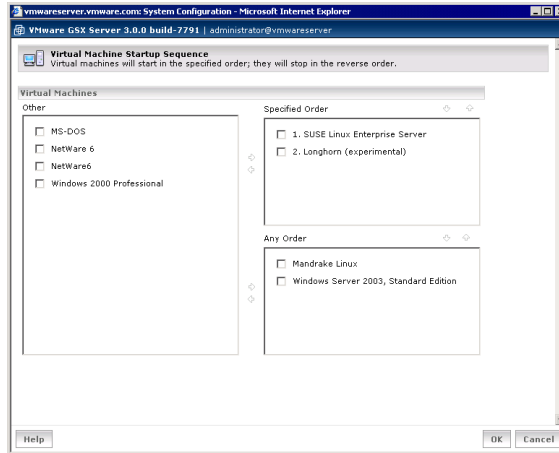 vmwareserver.vmware.com: System Configuration - Microsoft Internet Explorer
VMware GSX Server 3.0.0 build-7791 | administrator@vmwareserver
Virtual Machine Startup Sequence
Virtual machines will start in the specified order; they will stop in the reverse order.
Virtual Machines
Other
MS-DOS
NetWare 6
NetWare6
Windows 2000 Professional
Specified Order
1. SUSE Linux Enterprise Server
2. Longhorn (experimental)
Any Order
Mandrake Linux
Windows Server 2003, Standard Edition
Help
OK
Cancel